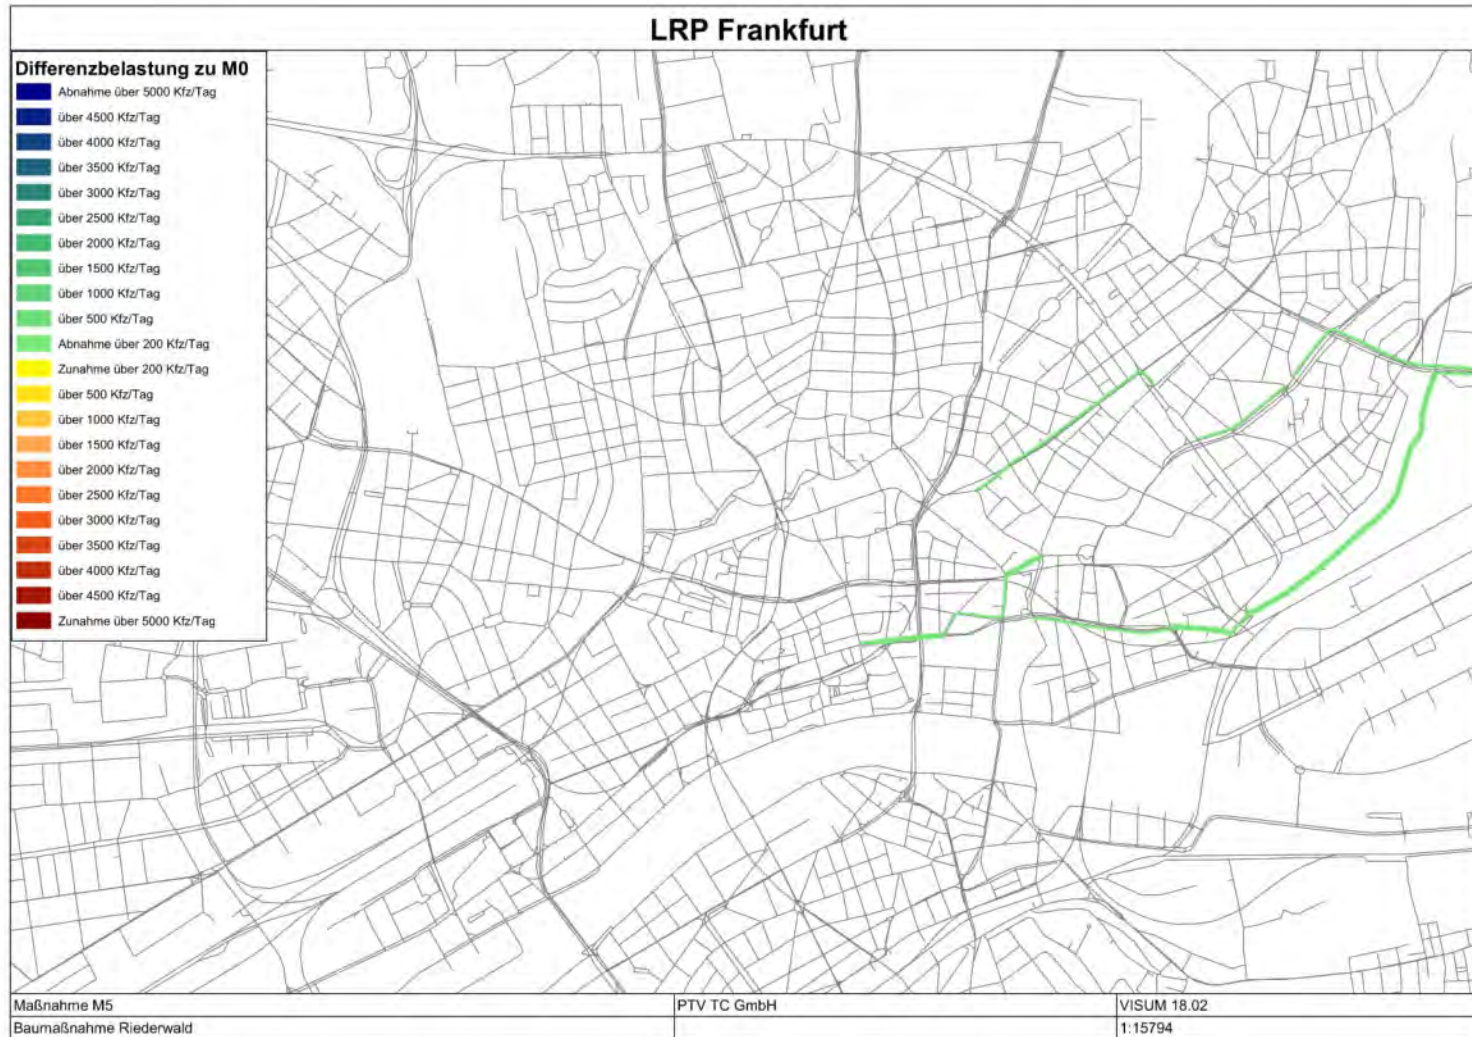 LRP Frankfurt
Differenzbelastung zu M0
Abnahme über 5000 Kfz/Tag
über 4500 Kfz/Tag
über 4000 Kfz/Tag
über 3500 Kfz/Tag
über 3000 Kfz/Tag
über 2500 Kfz/Tag
über 2000 Kfz/Tag
über 1500 Kfz/Tag
über 1000 Kfz/Tag
über 500 Kfz/Tag
Abnahme über 200 Kfz/Tag
Zunahme über 200 Kfz/Tag
über 500 Kfz/Tag
über 1000 Kfz/Tag
über 1500 Kfz/Tag
über 2000 Kfz/Tag
über 2500 Kfz/Tag
über 3000 Kfz/Tag
über 3500 Kfz/Tag
über 4000 Kfz/Tag
über 4500 Kfz/Tag
Zunahme über 5000 Kfz/Tag
Maßnahme M5
PTV TC GmbH
VISUM 18.02
Baumaßnahme Riederwald
1:15794